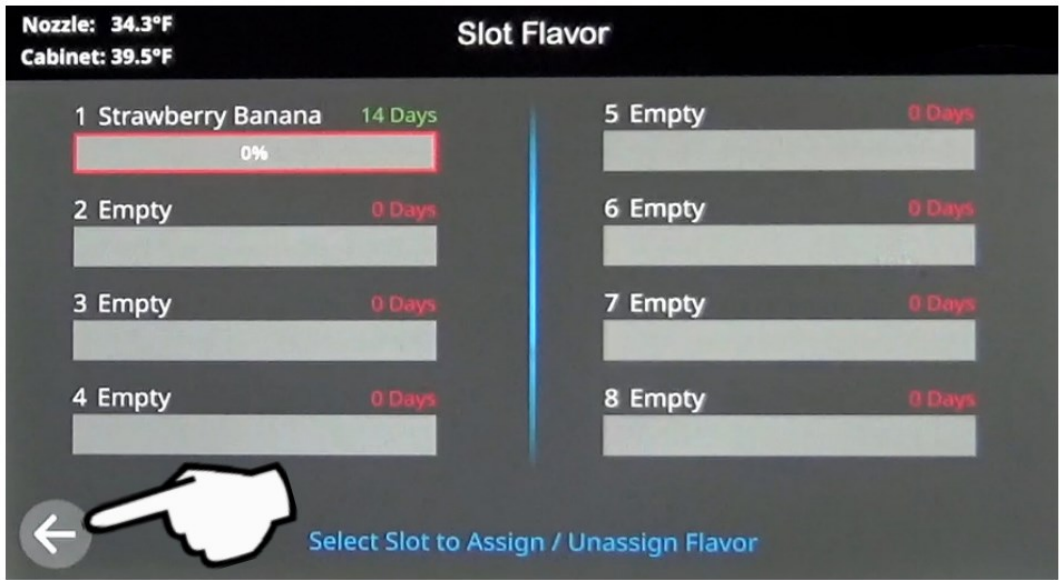 Nozzle: 34.3°F
Cabinet: 39.5°F
Slot Flavor
1 Strawberry Banana 14 Days
0%
2 Empty 0 Days
3 Empty 0 Days
4 Empty 0 Days
5 Empty 0 Days
6 Empty 0 Days
7 Empty 0 Days
8 Empty 0 Days
Select Slot to Assign / Unassign Flavor